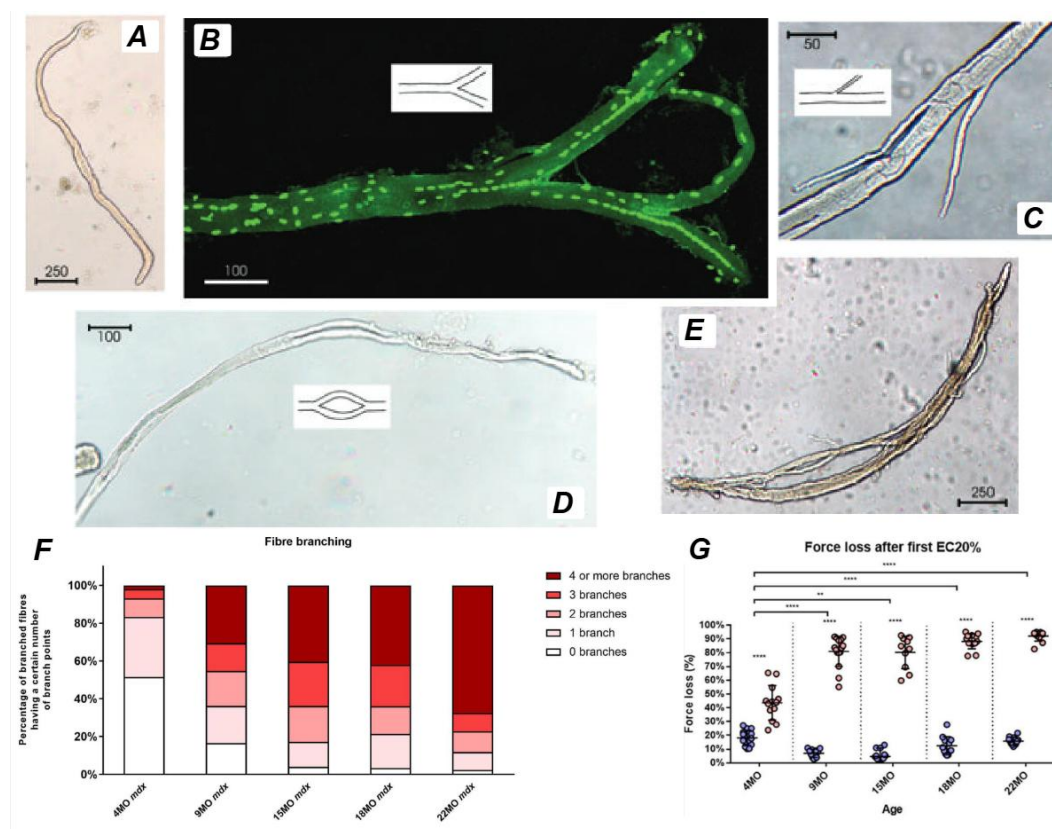 A
250
B
100
50
C
100
D
E
250
F
Fibre branching
Percentage of branched fibres
having a certain number
of branch points
100%
80%
60%
40%
20%
0%
4MO mdx
9MO mdx
15MO mdx
18MO mdx
22MO mdx
4 or more branches
3 branches
2 branches
1 branch
0 branches
G
Force loss after first EC20%
****
****
**
****
****
****
****
****
****
Force loss (%)
100%
90%
80%
70%
60%
50%
40%
30%
20%
10%
0%
4MO
9MO
15MO
18MO
22MO
Age